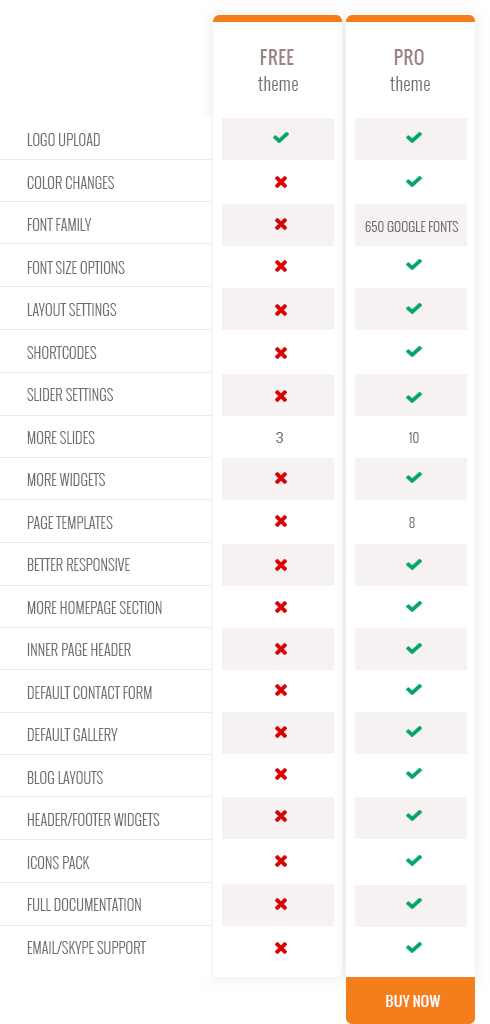 FREE PRO
theme theme
LOGO UPLOAD
COLOR CHANGES
FONT FAMILY 650 GOOGLE FONTS
FONT SIZE OPTIONS
LAYOUT SETTINGS
SHORTCODES
SLIDER SETTINGS
MORE SLIDES 3 10
MORE WIDGETS
PAGE TEMPLATES 8
BETTER RESPONSIVE
MORE HOMEPAGE SECTION
INNER PAGE HEADER
DEFAULT CONTACT FORM
DEFAULT GALLERY
BLOG LAYOUTS
HEADER/FOOTER WIDGETS
ICONS PACK
FULL DOCUMENTATION
EMAIL/SKYPE SUPPORT
BUY NOW